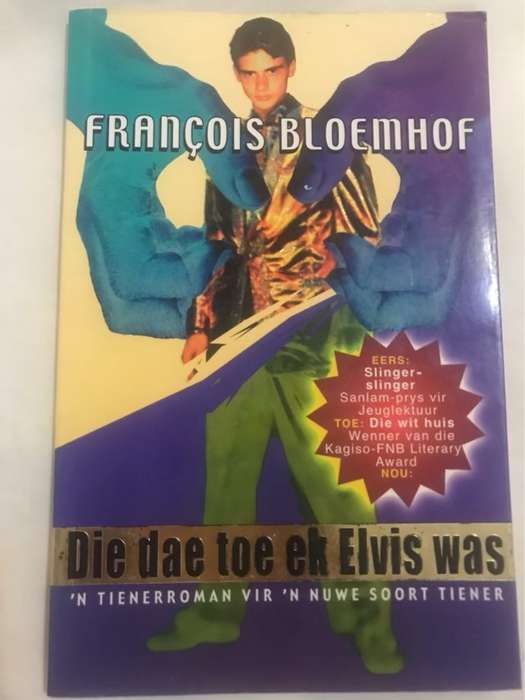 FRANÇOIS BLOEMHOF
EERS:
Slinger-
slinger
Sanlam-prys vir
Jeuglektuur
TOE: Die wit huis
Wenner van die
Kagiso-FNB Literary
Award
NOU:
Die dae toe ek Elvis was
'N TIENERROMAN VIR 'N NUWE SOORT TIENER